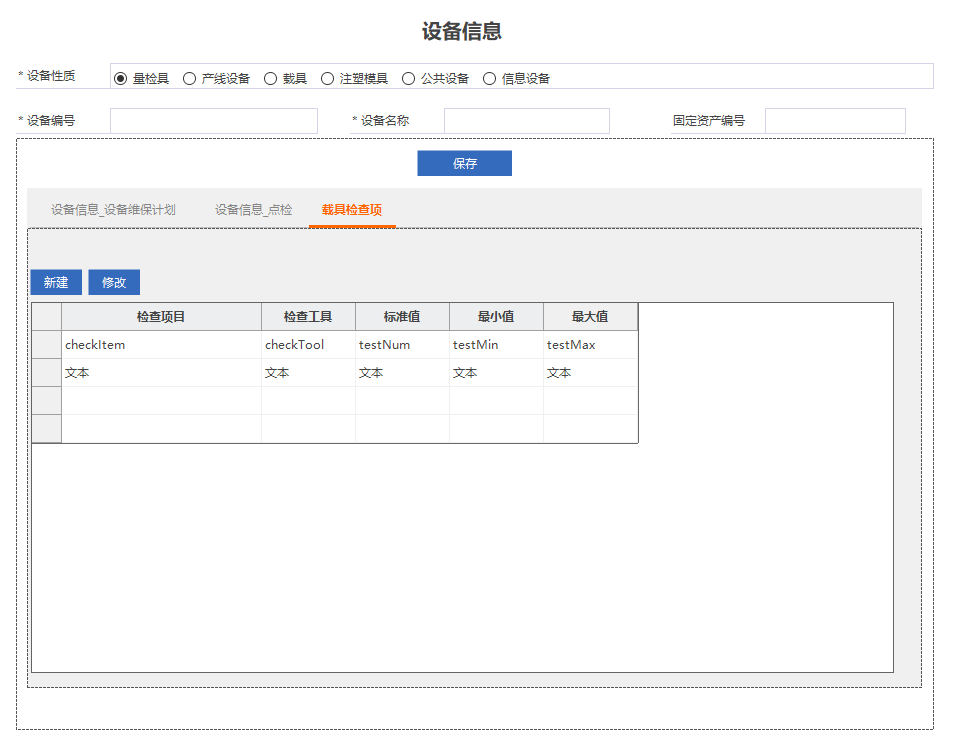 设备信息
* 设备性质 量检具 产线设备 载具 注塑模具 公共设备 信息设备
* 设备编号 * 设备名称 固定资产编号
保存
设备信息_设备维保计划 设备信息_点检 载具检查项
新建 修改
检查项目 检查工具 标准值 最小值 最大值
checkItem checkTool testNum testMin testMax
文本 文本 文本 文本 文本